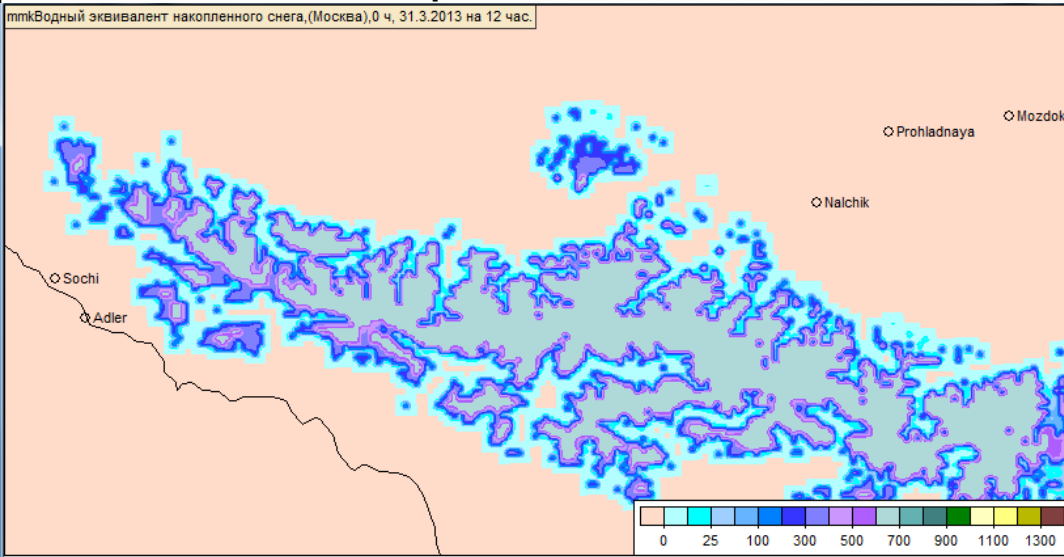 mmkВодный эквивалент накопленного снега,(Москва),0 ч, 31.3.2013 на 12 час.
Mozdok
Prohladnaya
Nalchik
Sochi
Adler
0 25 100 300 500 700 900 1100 1300